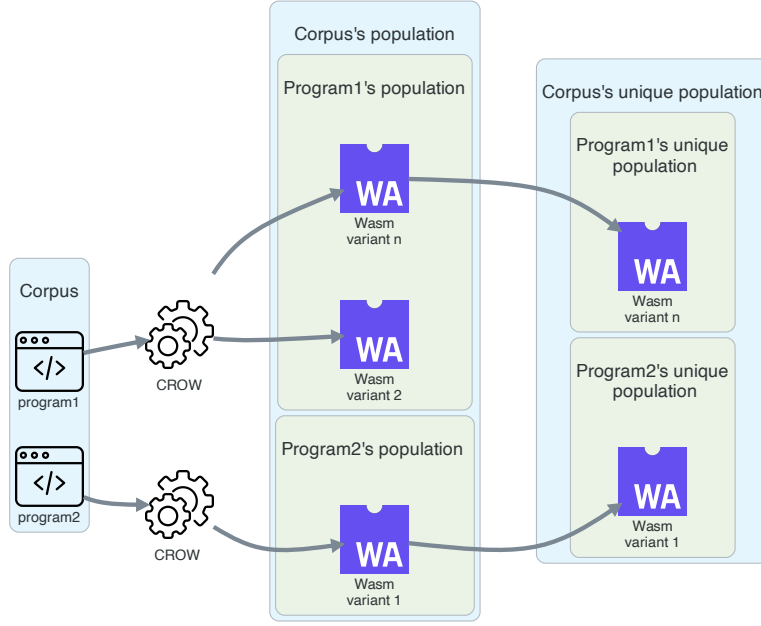 Corpus's population
Program1's population
WA
Wasm
variant n
WA
Wasm
variant 2
Program2's population
WA
Wasm
variant 1
Corpus's unique population
Program1's unique
population
WA
Wasm
variant n
Program2's unique
population
WA
Wasm
variant 1
Corpus
</>
program1
</>
program2
CROW
CROW